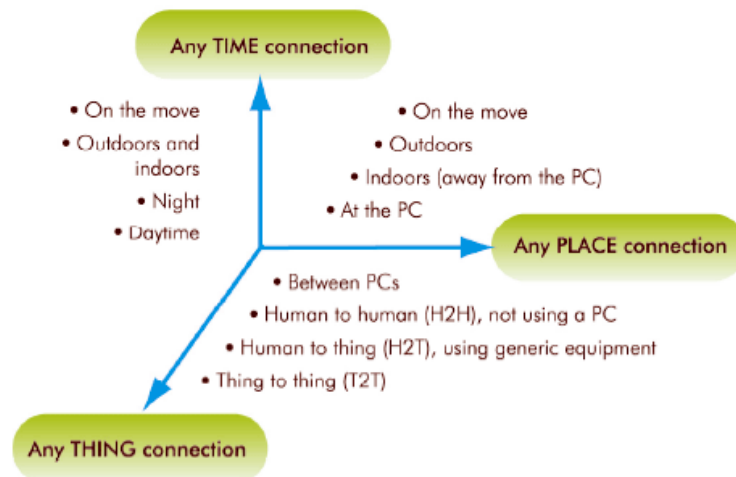 Any TIME connection
• On the move
• Outdoors and
indoors
• Night
• Daytime
• On the move
• Outdoors
• Indoors (away from the PC)
• At the PC
Any PLACE connection
• Between PCs
• Human to human (H2H), not using a PC
• Human to thing (H2T), using generic equipment
• Thing to thing (T2T)
Any THING connection